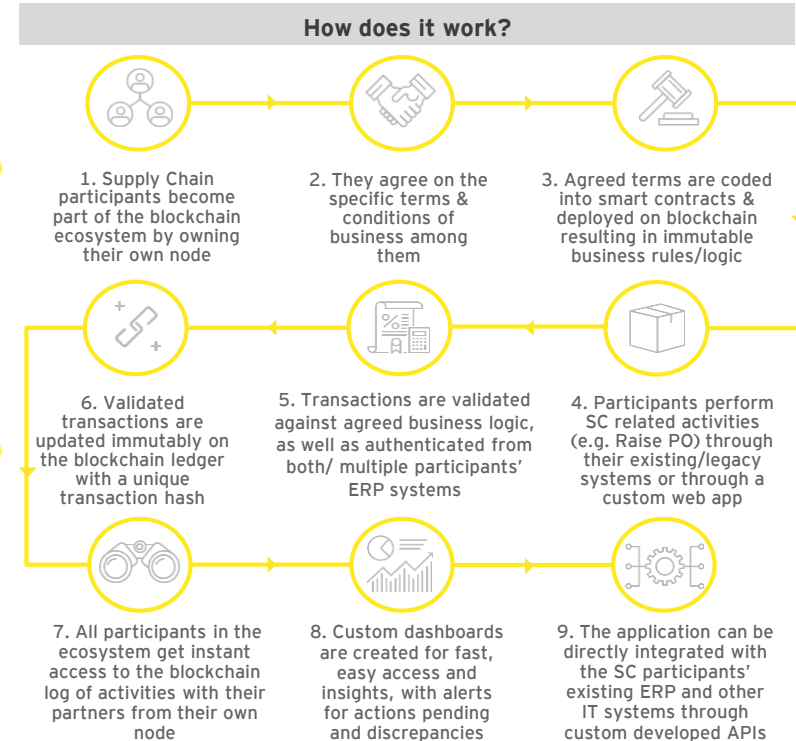 How does it work?
1. Supply Chain
participants become
part of the blockchain
ecosystem by owning
their own node
2. They agree on the
specific terms &
conditions of
business among
them
3. Agreed terms are coded
into smart contracts &
deployed on blockchain
resulting in immutable
business rules/logic
4. Participants perform
SC related activities
(e.g. Raise PO) through
their existing/legacy
systems or through a
custom web app
5. Transactions are validated
against agreed business logic,
as well as authenticated from
both/ multiple participants'
ERP systems
6. Validated
transactions are
updated immutably on
the blockchain ledger
with a unique
transaction hash
7. All participants in the
ecosystem get instant
access to the blockchain
log of activities with their
partners from their own
node
8. Custom dashboards
are created for fast,
easy access and
insights, with alerts
for actions pending
and discrepancies
9. The application can be
directly integrated with
the SC participants'
existing ERP and other
IT systems through
custom developed APIs